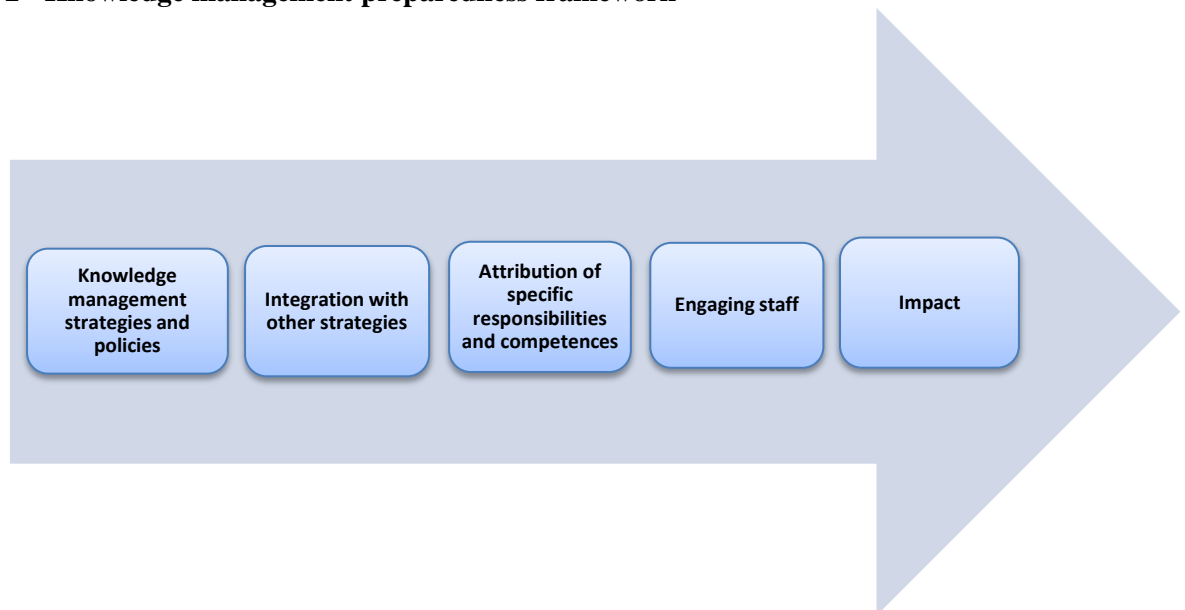 Knowledge management preparedness framework
Knowledge
management
strategies and
policies
Integration with
other strategies
Attribution of
specific
responsibilities
and competences
Engaging staff
Impact